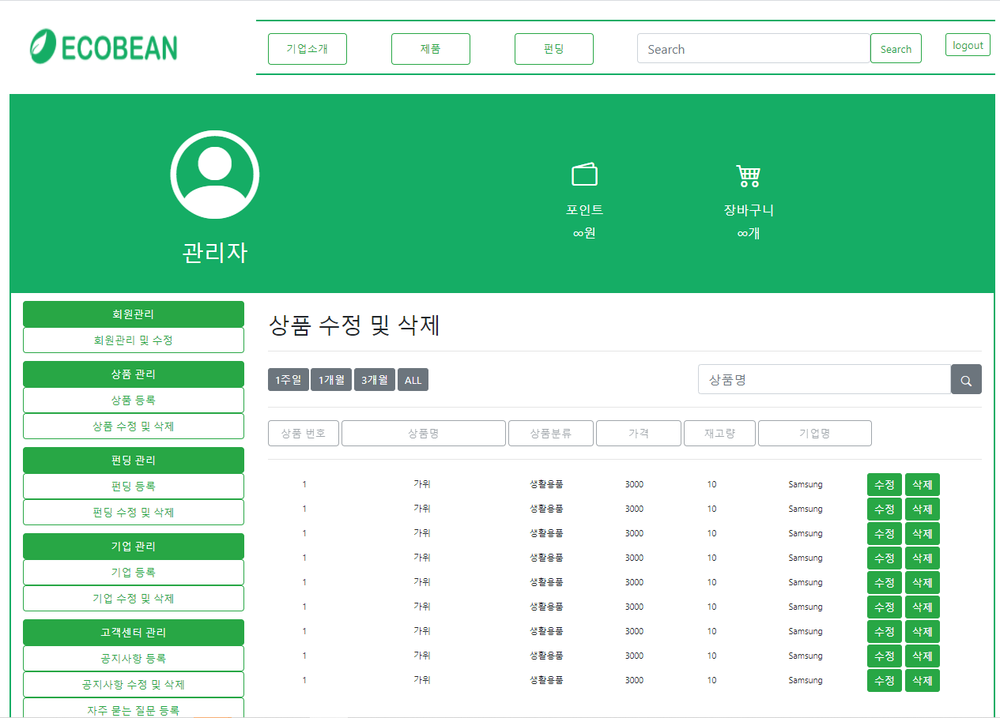 ECOBEAN
기업소개 제품 펀딩 Search Search logout
포인트 장바구니
∞원 ∞개
관리자
회원관리
회원관리 및 수정
상품 관리
상품 등록
상품 수정 및 삭제
펀딩 관리
펀딩 등록
펀딩 수정 및 삭제
기업 관리
기업 등록
기업 수정 및 삭제
고객센터 관리
공지사항 등록
공지사항 수정 및 삭제
자주 묻는 질문 등록
상품 수정 및 삭제
1주일 1개월 3개월 ALL 상품명
상품 번호 상품명 상품분류 가격 재고량 기업명
1 가위 생활용품 3000 10 Samsung 수정 삭제
1 가위 생활용품 3000 10 Samsung 수정 삭제
1 가위 생활용품 3000 10 Samsung 수정 삭제
1 가위 생활용품 3000 10 Samsung 수정 삭제
1 가위 생활용품 3000 10 Samsung 수정 삭제
1 가위 생활용품 3000 10 Samsung 수정 삭제
1 가위 생활용품 3000 10 Samsung 수정 삭제
1 가위 생활용품 3000 10 Samsung 수정 삭제
1 가위 생활용품 3000 10 Samsung 수정 삭제